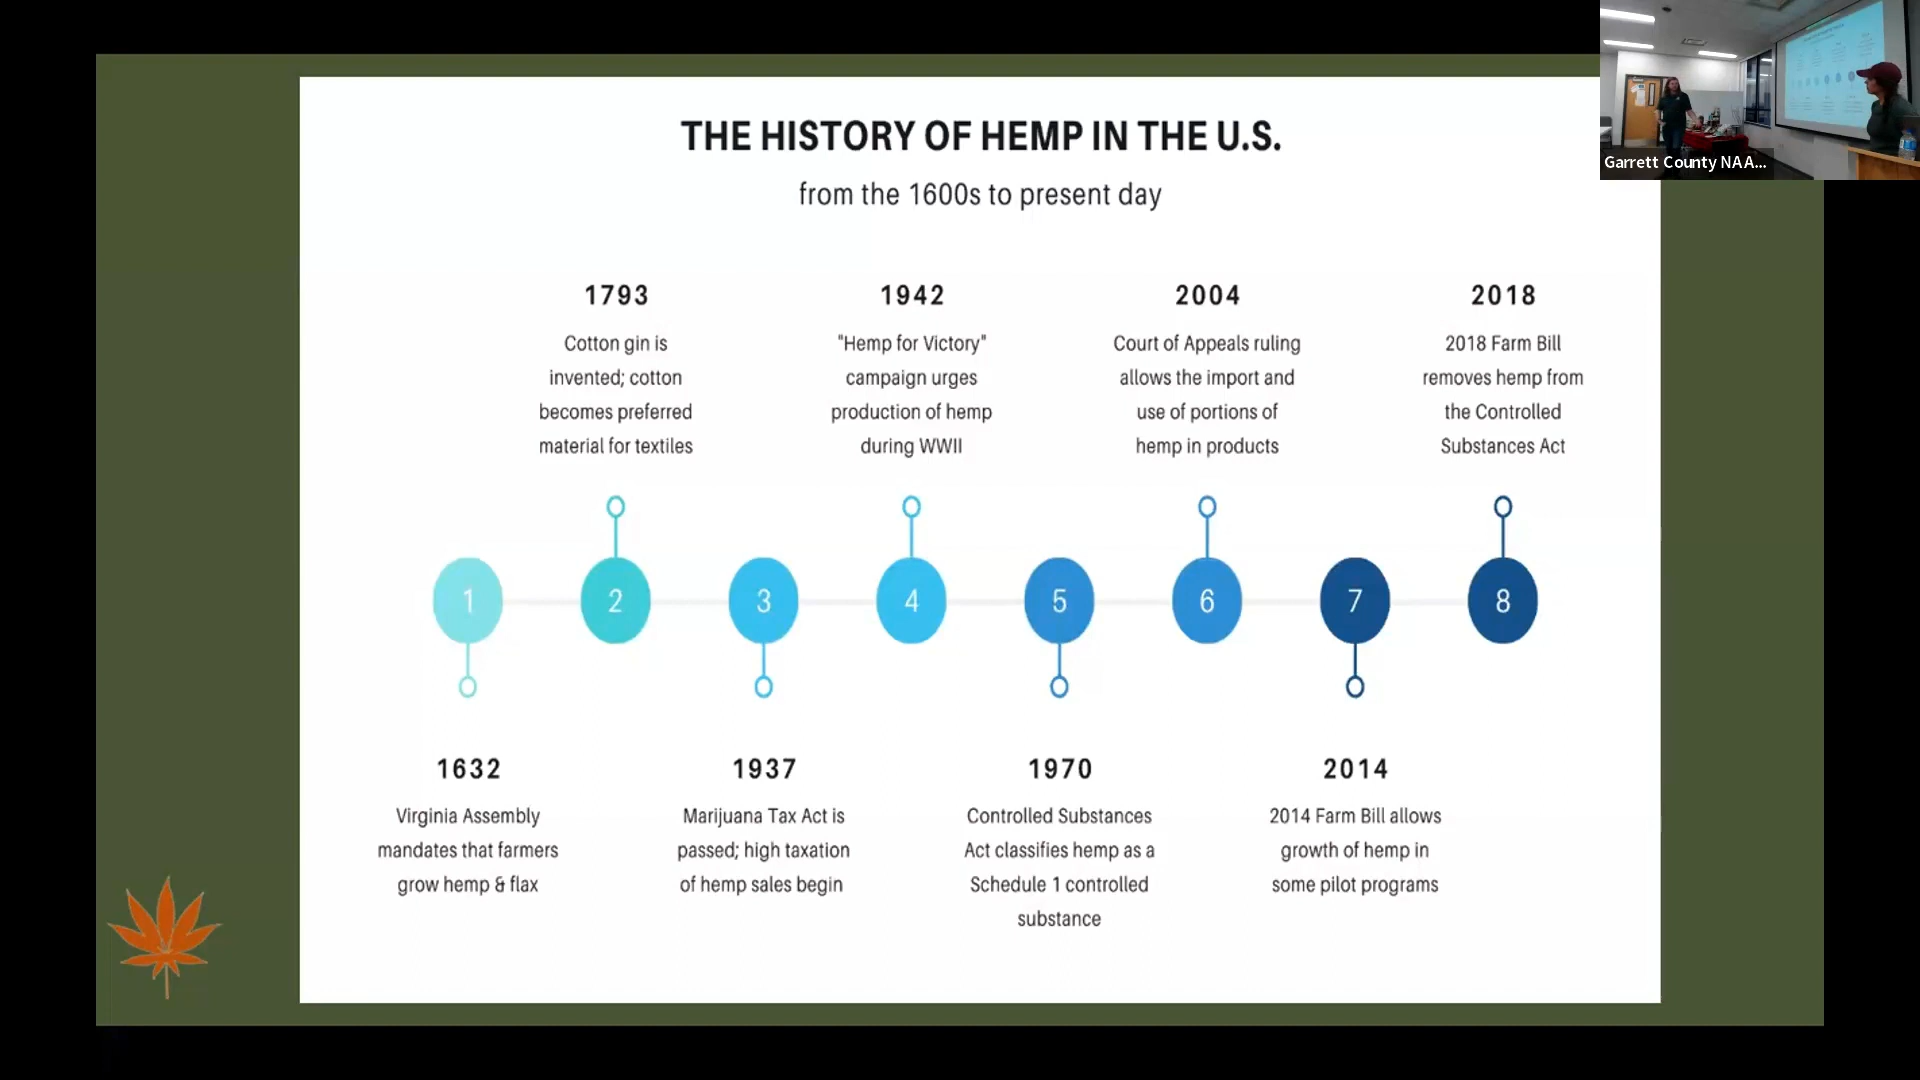 THE HISTORY OF HEMP IN THE U.S.
from the 1600s to present day
Garrett County NAA...
1793
Cotton gin is
invented; cotton
becomes preferred
material for textiles
1942
"Hemp for Victory"
campaign urges
production of hemp
during WWII
2004
Court of Appeals ruling
allows the import and
use of portions of
hemp in products
2018
2018 Farm Bill
removes hemp from
the Controlled
Substances Act
1
2
3
4
5
6
7
8
1632
Virginia Assembly
mandates that farmers
grow hemp & flax
1937
Marijuana Tax Act is
passed; high taxation
of hemp sales begin
1970
Controlled Substances
Act classifies hemp as a
Schedule 1 controlled
substance
2014
2014 Farm Bill allows
growth of hemp in
some pilot programs